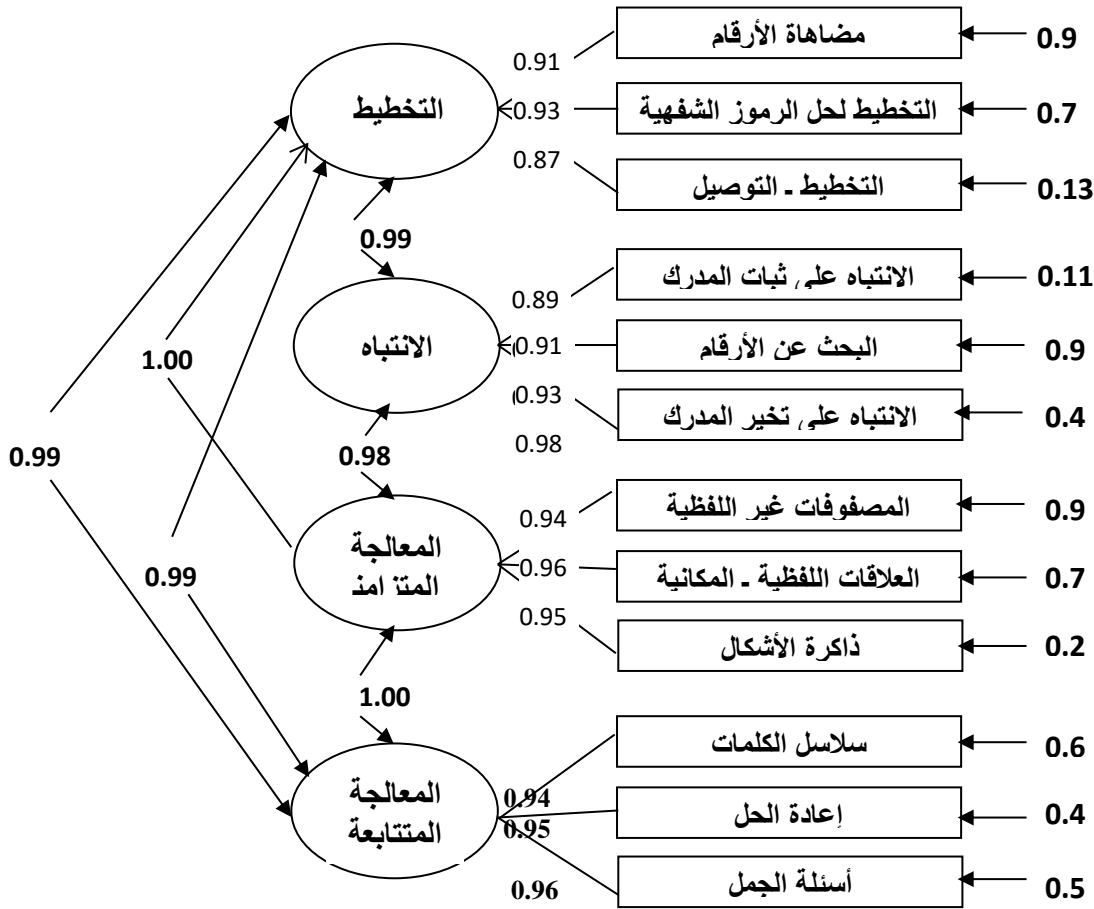 مضاهاة الأرقام
0.9
0.91
التخطيط
0.93
التخطيط لحل الرموز الشفهية
0.7
0.87
التخطيط - التوصيل
0.13
0.99
الانتباه على ثبات المدرك
0.11
0.89
الانتباه
0.91
البحث عن الأرقام
0.9
1.00
0.93
الانتباه على تخير المدرك
0.4
0.99
0.98
0.98
المصفوفات غير اللفظية
0.9
0.94
المعالجة
المتزامنـ
0.96
العلاقات اللفظية - المكانية
0.7
0.99
0.95
ذاكرة الأشكال
0.2
1.00
سلاسل الكلمات
0.6
المعالجة
المتتابعة
0.94
0.95
إعادة الحل
0.4
0.96
أسئلة الجمل
0.5